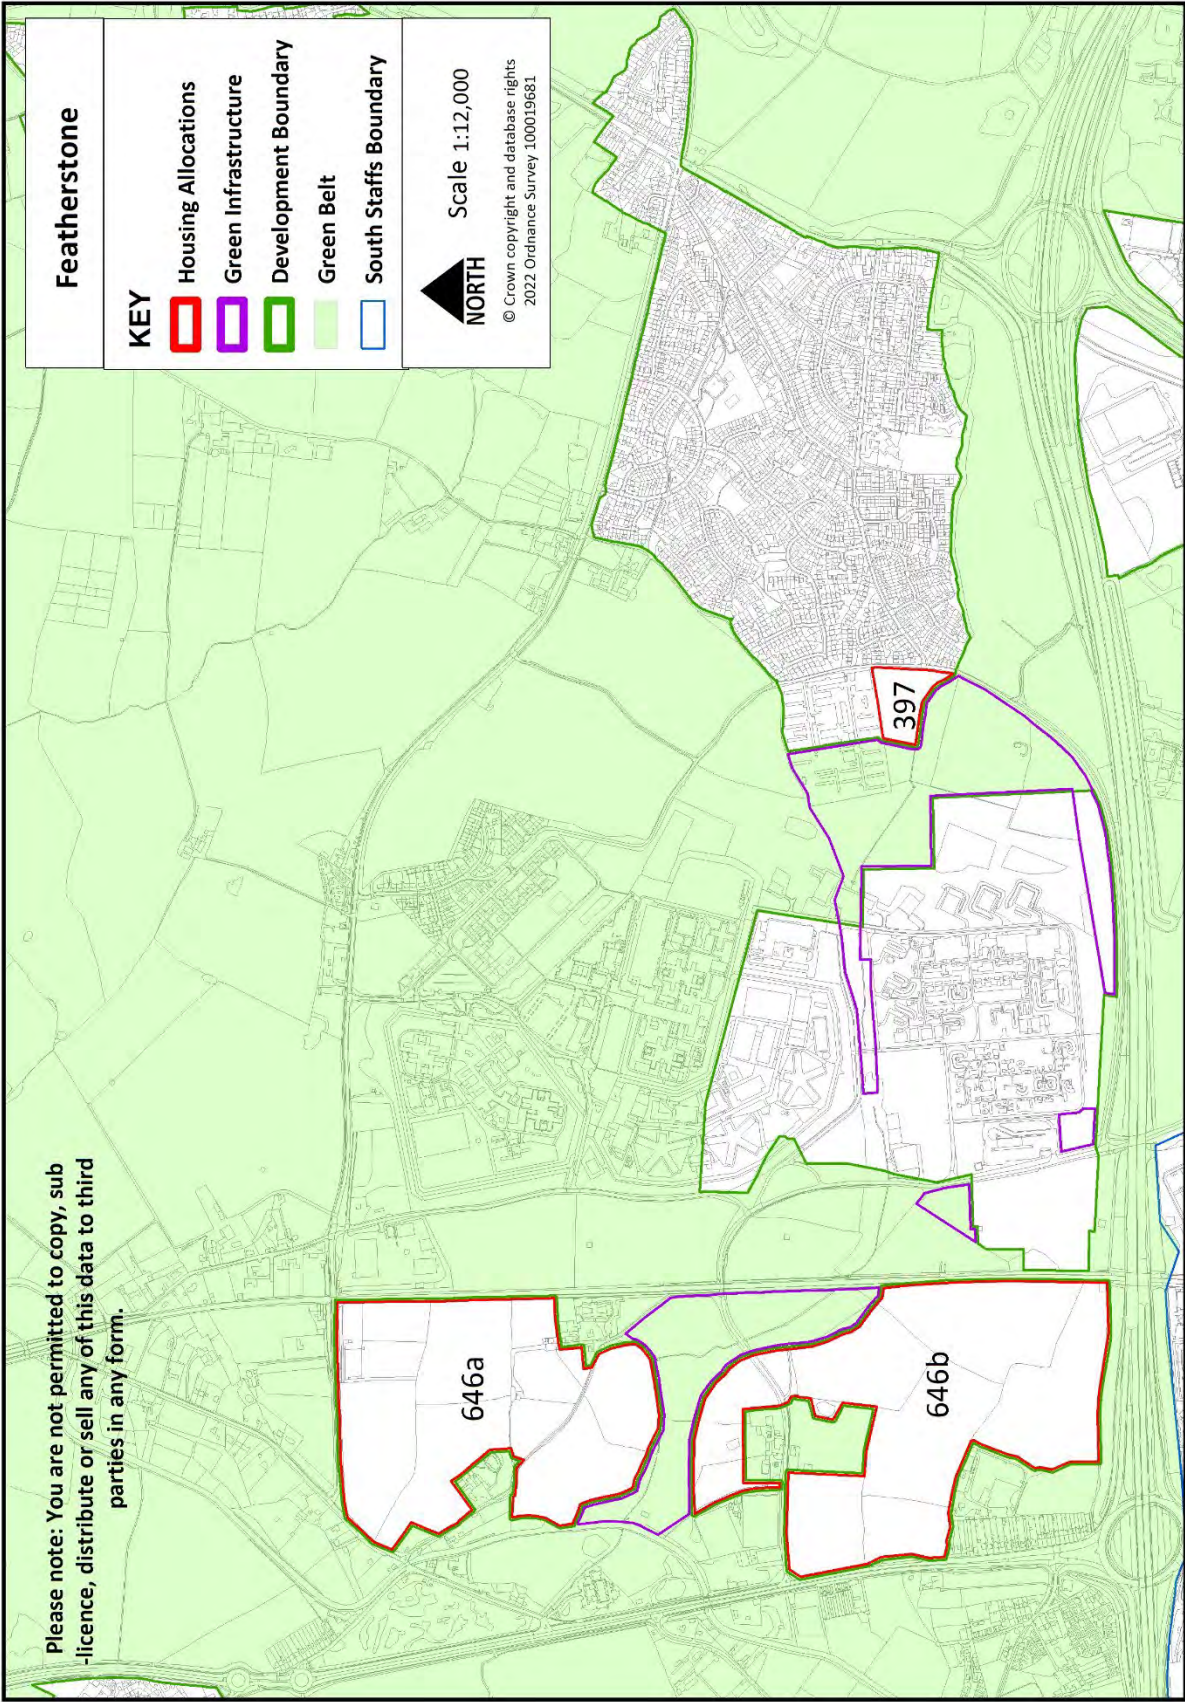 Featherstone
KEY
Housing Allocations
Green Infrastructure
Development Boundary
Green Belt
South Staffs Boundary
NORTH
Scale 1:12,000
© Crown copyright and database rights
2022 Ordnance Survey 100019681
Please note: You are not permitted to copy, sub
-licence, distribute or sell any of this data to third
parties in any form.
646a
646b
397